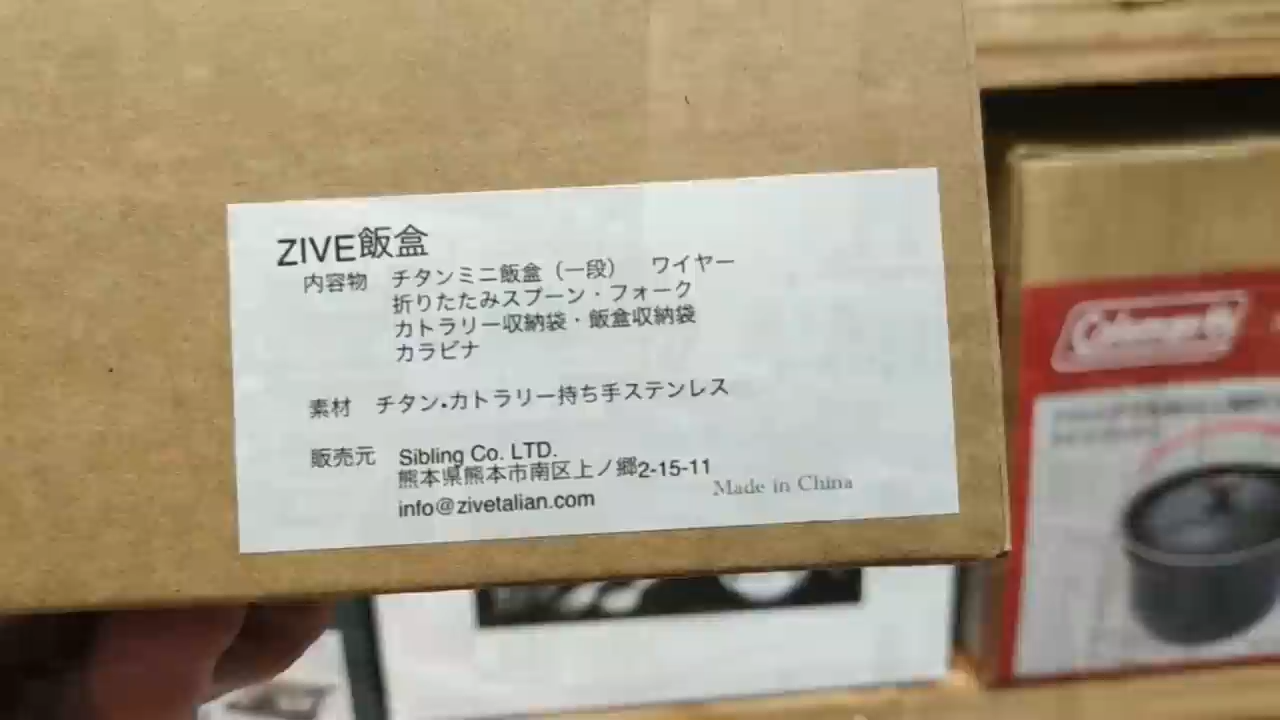 ZIVE飯盒
内容物 チタンミニ飯盒（一段） ワイヤー
折りたたみスプーン・フォーク
カトラリー収納袋・飯盒収納袋
カラビナ
素材 チタン・カトラリー持ち手ステンレス
販売元 Sibling Co. LTD.
熊本県熊本市南区上ノ郷2-15-11
info@zivetalian.com
Made in China
Coleman